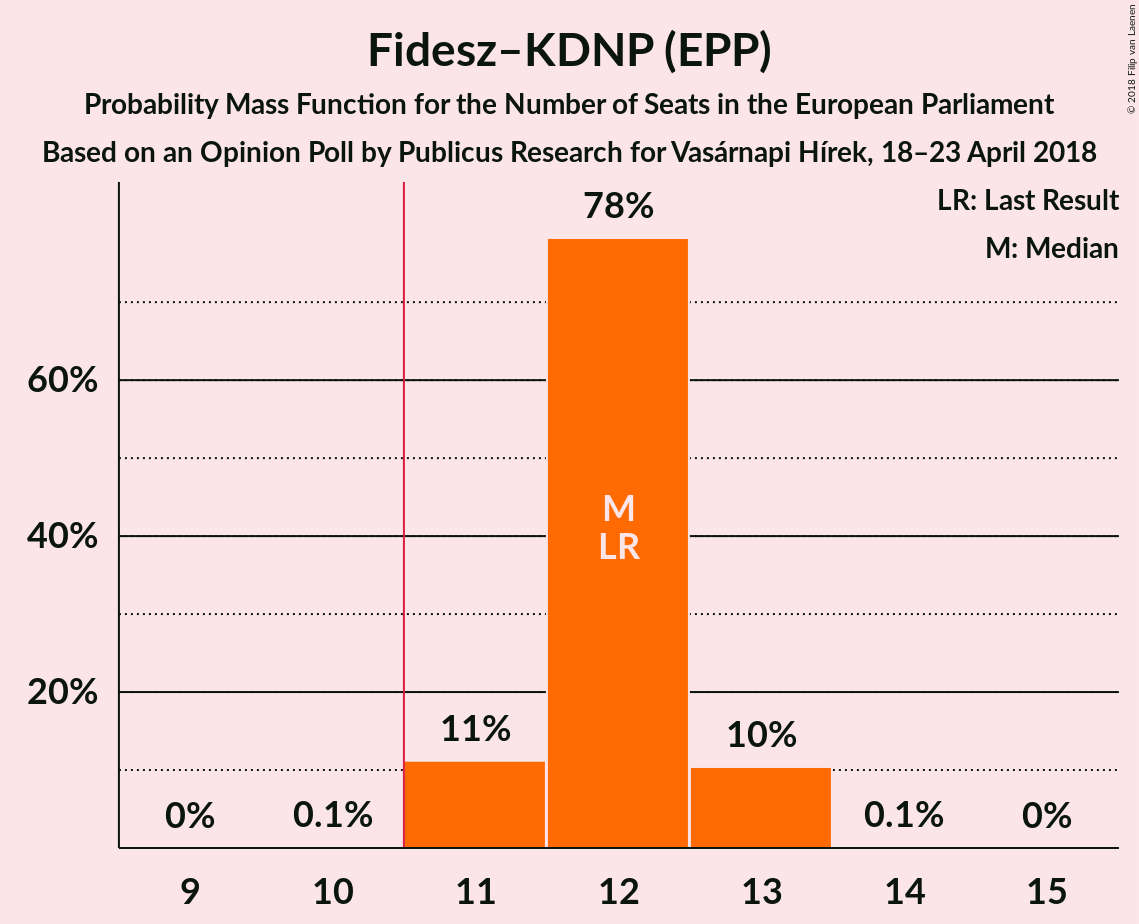 Fidesz–KDNP (EPP)
Probability Mass Function for the Number of Seats in the European Parliament
Based on an Opinion Poll by Publicus Research for Vasárnapi Hírek, 18–23 April 2018
© 2018 Filip van Laenen
LR: Last Result
M: Median
78%
60%
40%
20%
M
LR
11%
10%
0%
0.1%
0.1%
0%
9
10
11
12
13
14
15